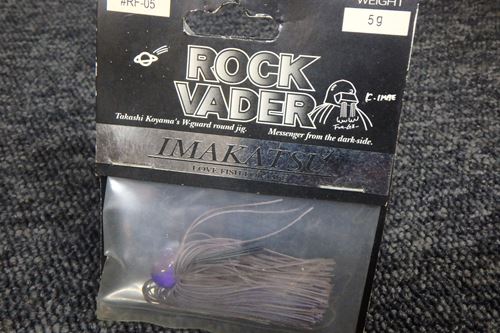 #RF-05
WEIGHT
5g
ROCK
VADER
Takashi Koyama's W-guard round jig.
Messenger from the dark-side.
IMAKATSU